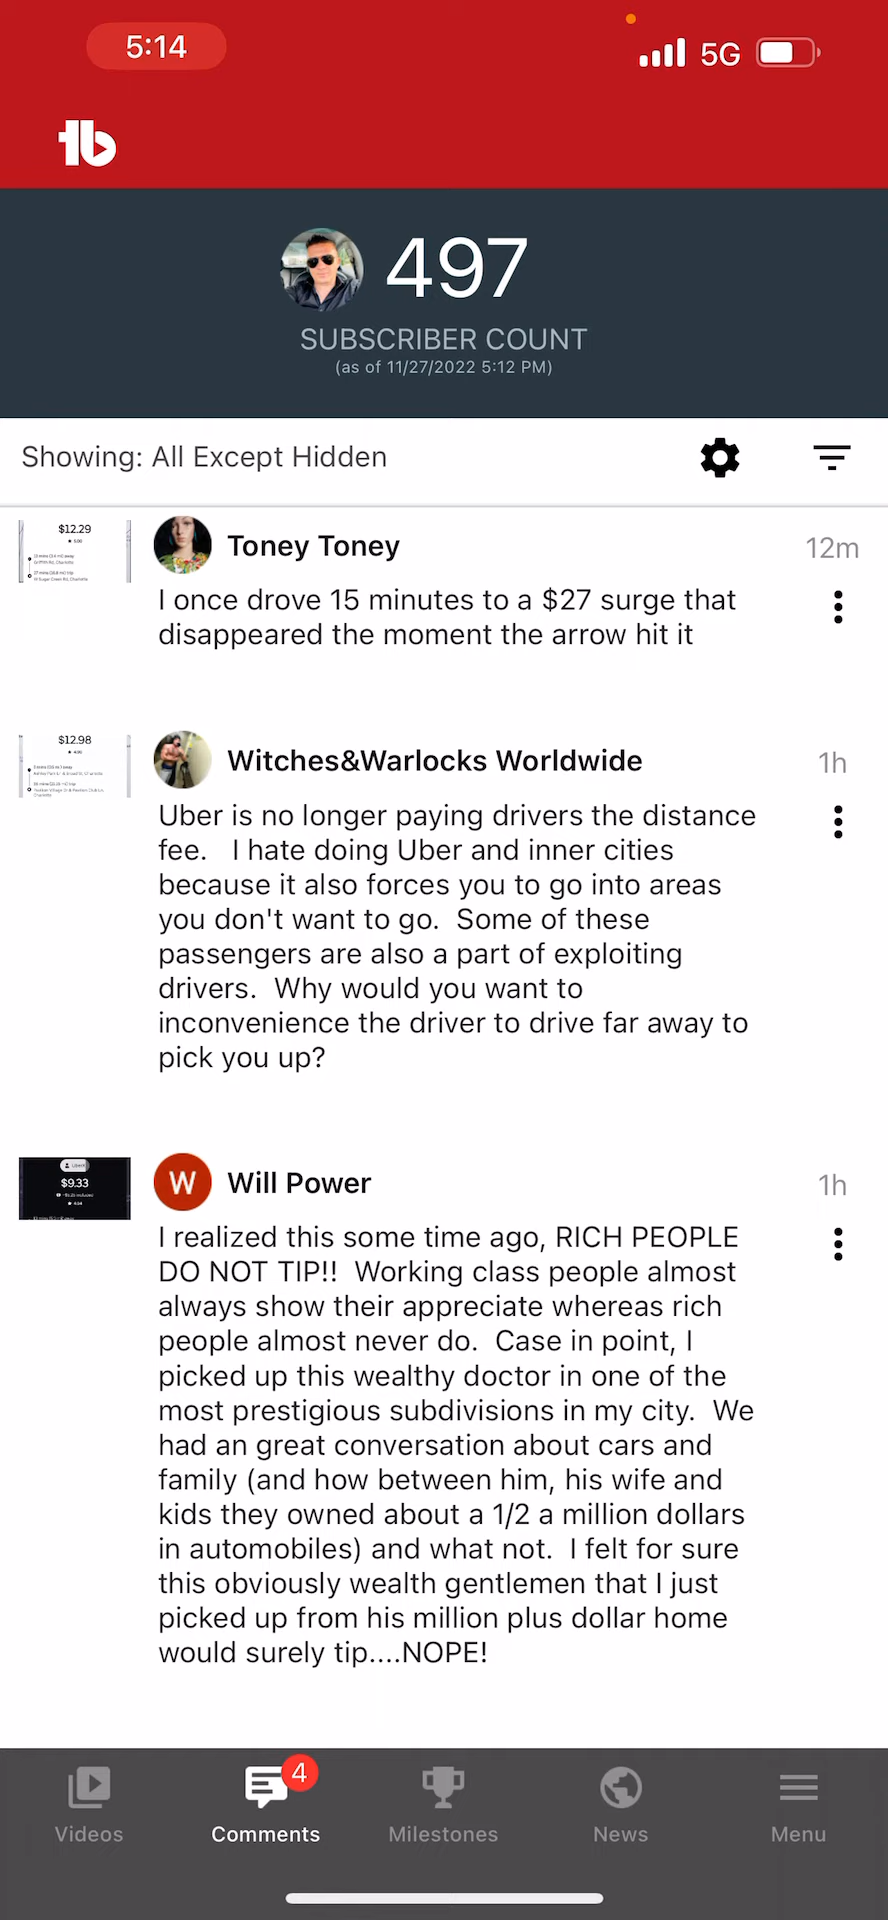 5:14
5G
tb
497
SUBSCRIBER COUNT
(as of 11/27/2022 5:12 PM)
Showing: All Except Hidden
$12.29
5.00
Toney Toney
12m
I once drove 15 minutes to a $27 surge that
disappeared the moment the arrow hit it
$12.98
4.90
Witches&Warlocks Worldwide
1h
Uber is no longer paying drivers the distance
fee.   I hate doing Uber and inner cities
because it also forces you to go into areas
you don't want to go.  Some of these
passengers are also a part of exploiting
drivers.  Why would you want to
inconvenience the driver to drive far away to
pick you up?
$9.33
W
Will Power
1h
I realized this some time ago, RICH PEOPLE
DO NOT TIP!!  Working class people almost
always show their appreciate whereas rich
people almost never do.  Case in point, I
picked up this wealthy doctor in one of the
most prestigious subdivisions in my city.  We
had an great conversation about cars and
family (and how between him, his wife and
kids they owned about a 1/2 a million dollars
in automobiles) and what not.  I felt for sure
this obviously wealth gentlemen that I just
picked up from his million plus dollar home
would surely tip....NOPE!
4
Videos
Comments
Milestones
News
Menu